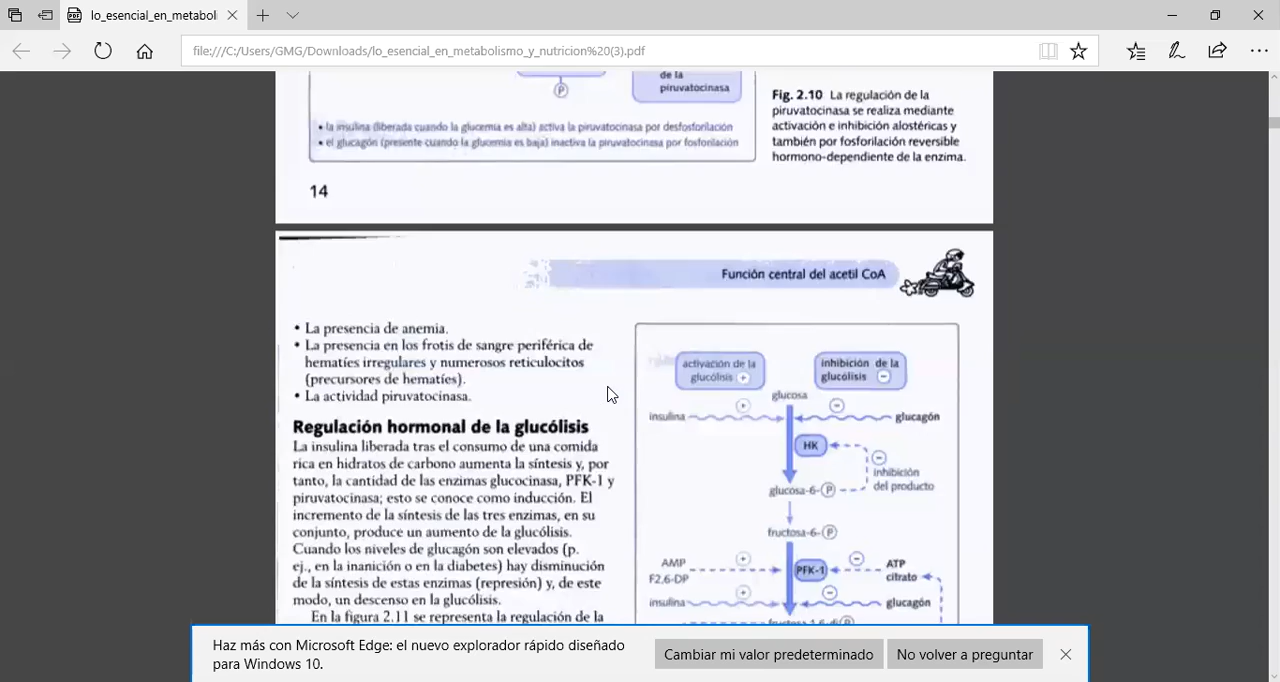 lo_esencial_en_metaboli
file:///C:/Users/GMG/Downloads/lo_esencial_en_metabolismo_y_nutricion%20(3).pdf
P
de la
piruvatocinasa
• la insulina (liberada cuando la glucemia es alta) activa la piruvatocinasa por desfosforilación
• el glucagón (presente cuando la glucemia es baja) inactiva la piruvatocinasa por fosforilación
Fig. 2.10 La regulación de la
piruvatocinasa se realiza mediante
activación e inhibición alostéricas y
también por fosforilación reversible
hormono-dependiente de la enzima.
14
Función central del acetil CoA
• La presencia de anemia.
• La presencia en los frotis de sangre periférica de
hematíes irregulares y numerosos reticulocitos
(precursores de hematíes).
• La actividad piruvatocinasa.
Regulación hormonal de la glucólisis
La insulina liberada tras el consumo de una comida
rica en hidratos de carbono aumenta la síntesis y, por
tanto, la cantidad de las enzimas glucocinasa, PFK-1 y
piruvatocinasa; esto se conoce como inducción. El
incremento de la síntesis de las tres enzimas, en su
conjunto, produce un aumento de la glucólisis.
Cuando los niveles de glucagón son elevados (p.
ej., en la inanición o en la diabetes) hay disminución
de la síntesis de estas enzimas (represión) y, de este
modo, un descenso en la glucólisis.
En la figura 2.11 se representa la regulación de la
activación de la
glucólisis +
inhibición de la
glucólisis −
glucosa
+ −
insulina glucagón
HK
−
inhibición
del producto
glucosa-6-P
fructosa-6-P
AMP + − ATP
F2,6-DP PFK-1 citrato
insulina + − glucagón
fructosa-1,6-diP
Haz más con Microsoft Edge: el nuevo explorador rápido diseñado
para Windows 10.
Cambiar mi valor predeterminado
No volver a preguntar